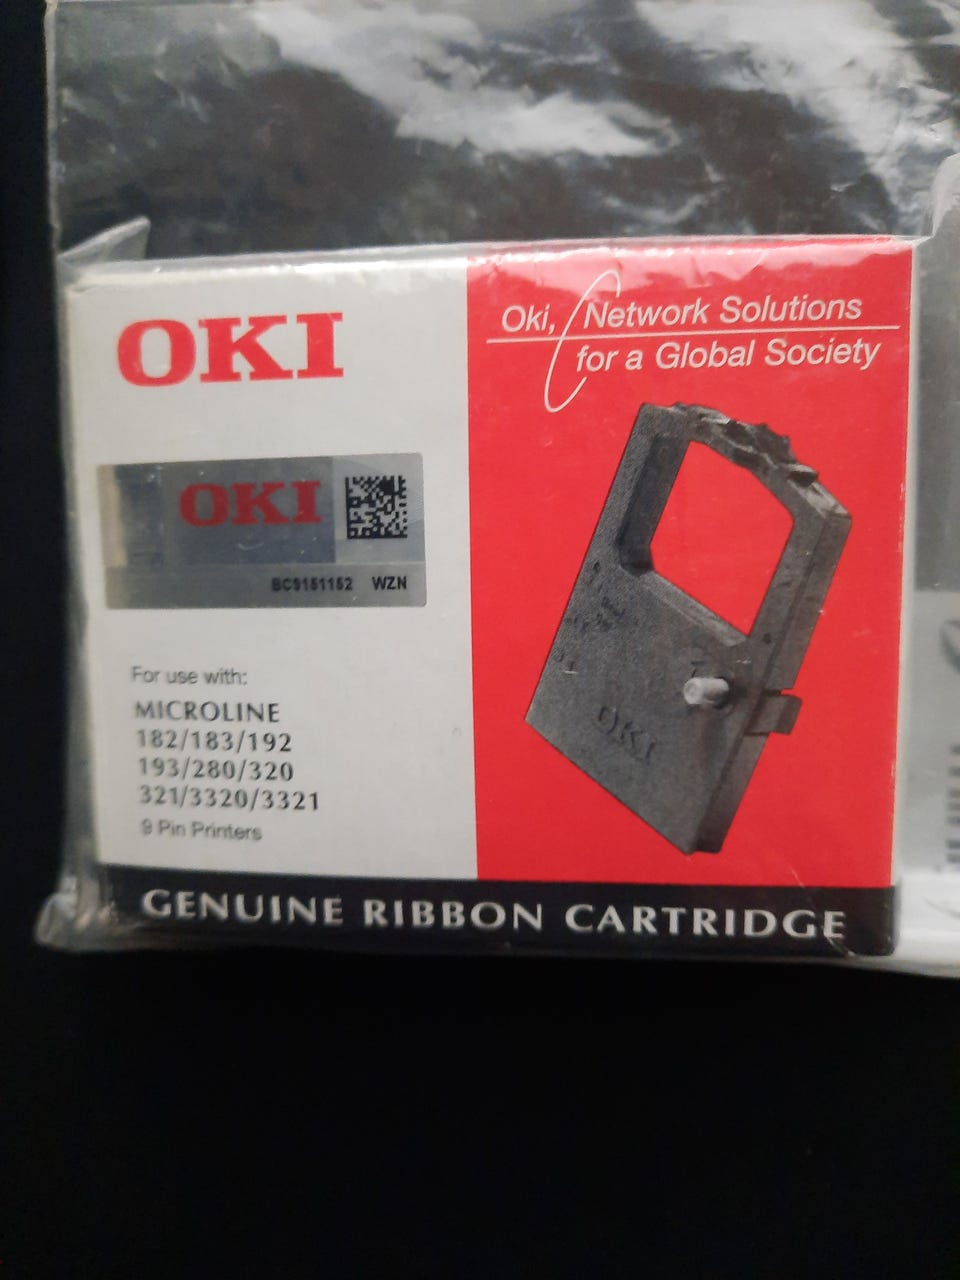 OKI
Oki, Network Solutions
for a Global Society
OKI
BC9151152 WZN
For use with:
MICROLINE
182/183/192
193/280/320
321/3320/3321
9 Pin Printers
OKI
GENUINE RIBBON CARTRIDGE